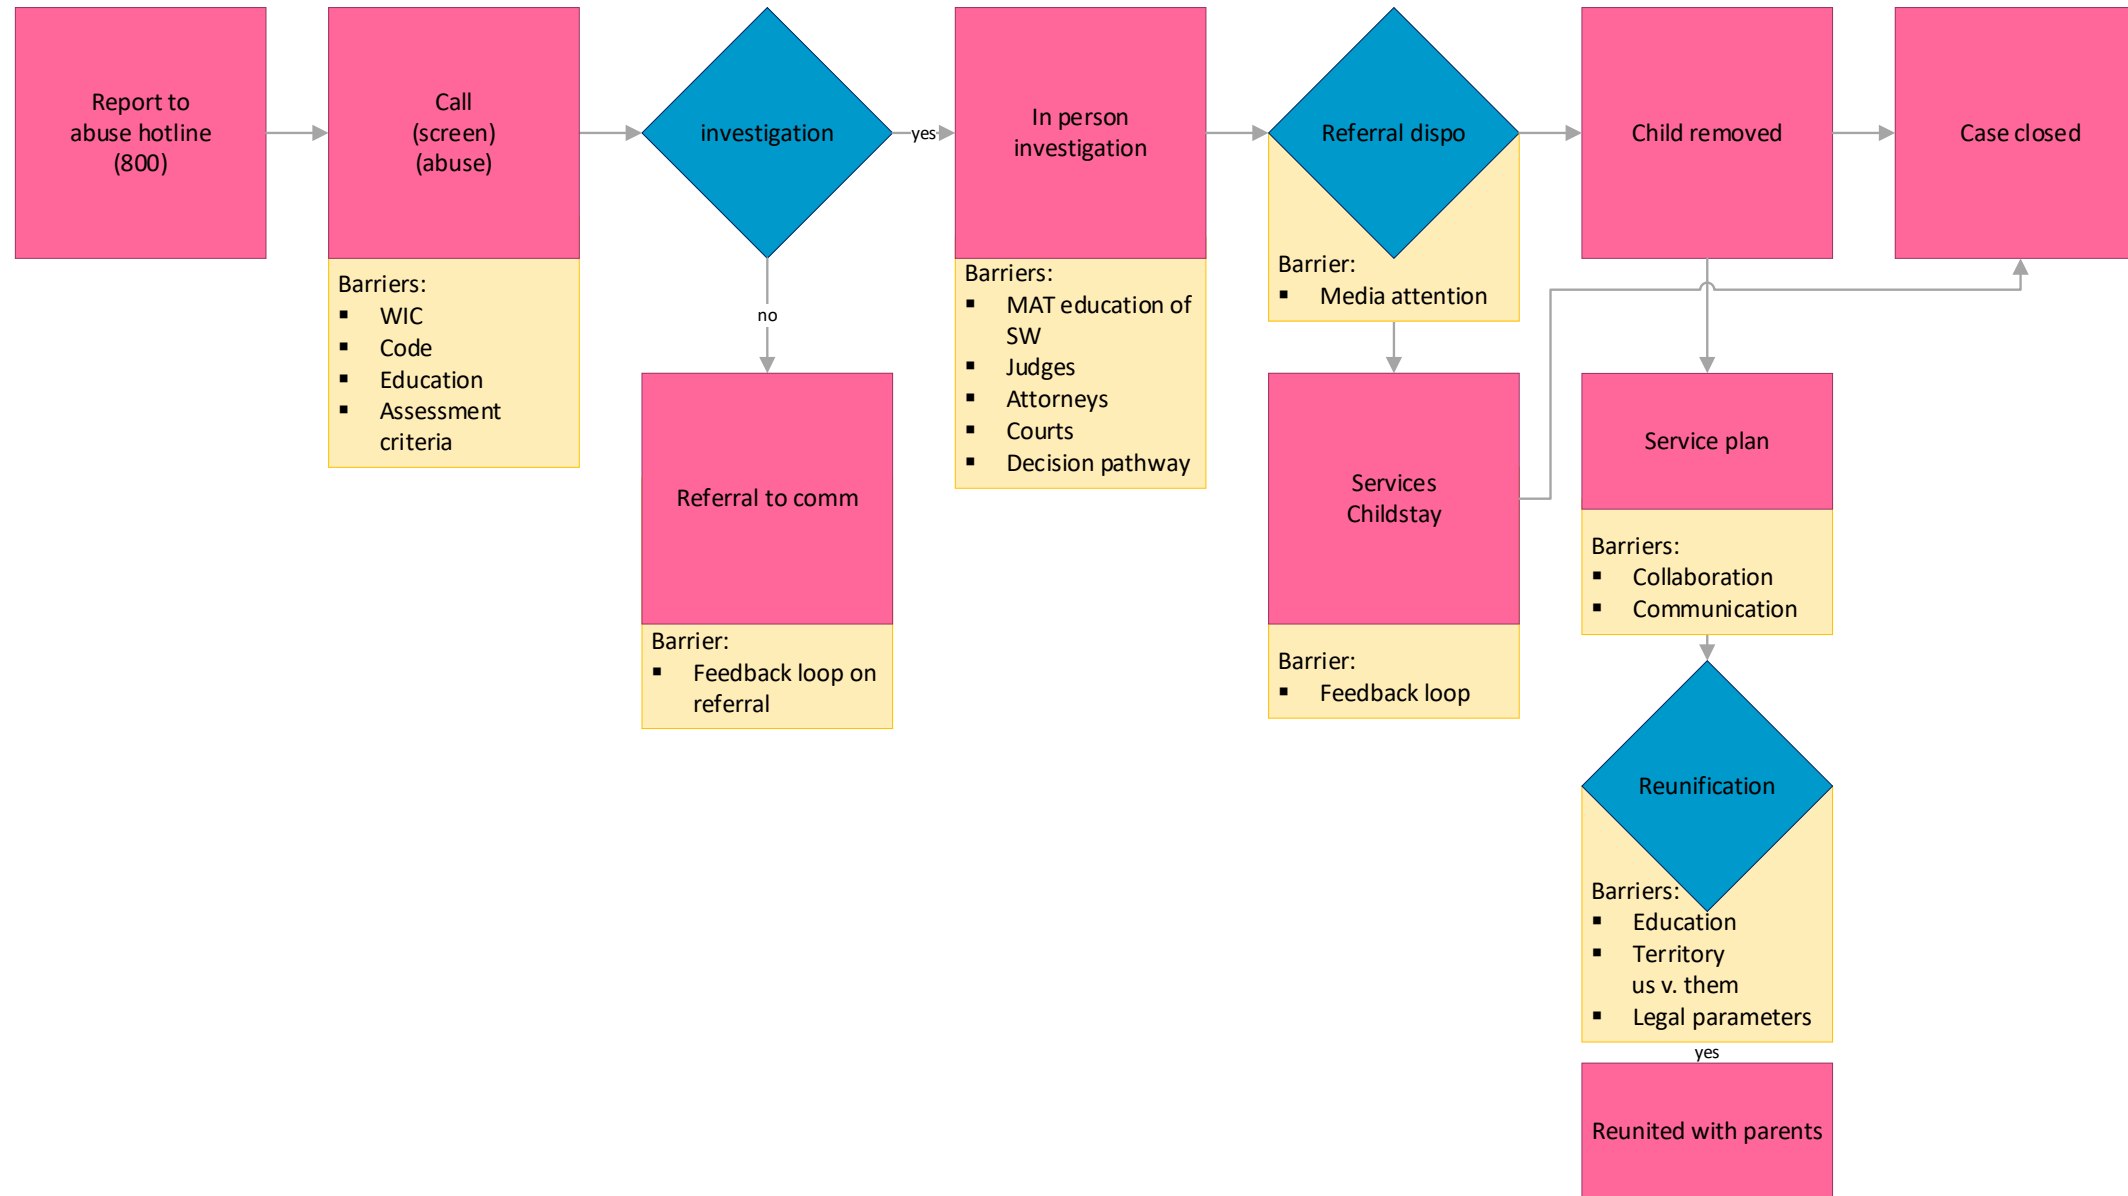 Report to
abuse hotline
(800)
Call
(screen)
(abuse)
Barriers:
▪ WIC
▪ Code
▪ Education
▪ Assessment
criteria
investigation
yes
no
Referral to comm
Barrier:
▪ Feedback loop on
referral
In person
investigation
Barriers:
▪ MAT education of
SW
▪ Judges
▪ Attorneys
▪ Courts
▪ Decision pathway
Referral dispo
Barrier:
▪ Media attention
Services
Childstay
Barrier:
▪ Feedback loop
Child removed
Service plan
Barriers:
▪ Collaboration
▪ Communication
Reunification
Barriers:
▪ Education
▪ Territory
us v. them
▪ Legal parameters
yes
Reunited with parents
Case closed